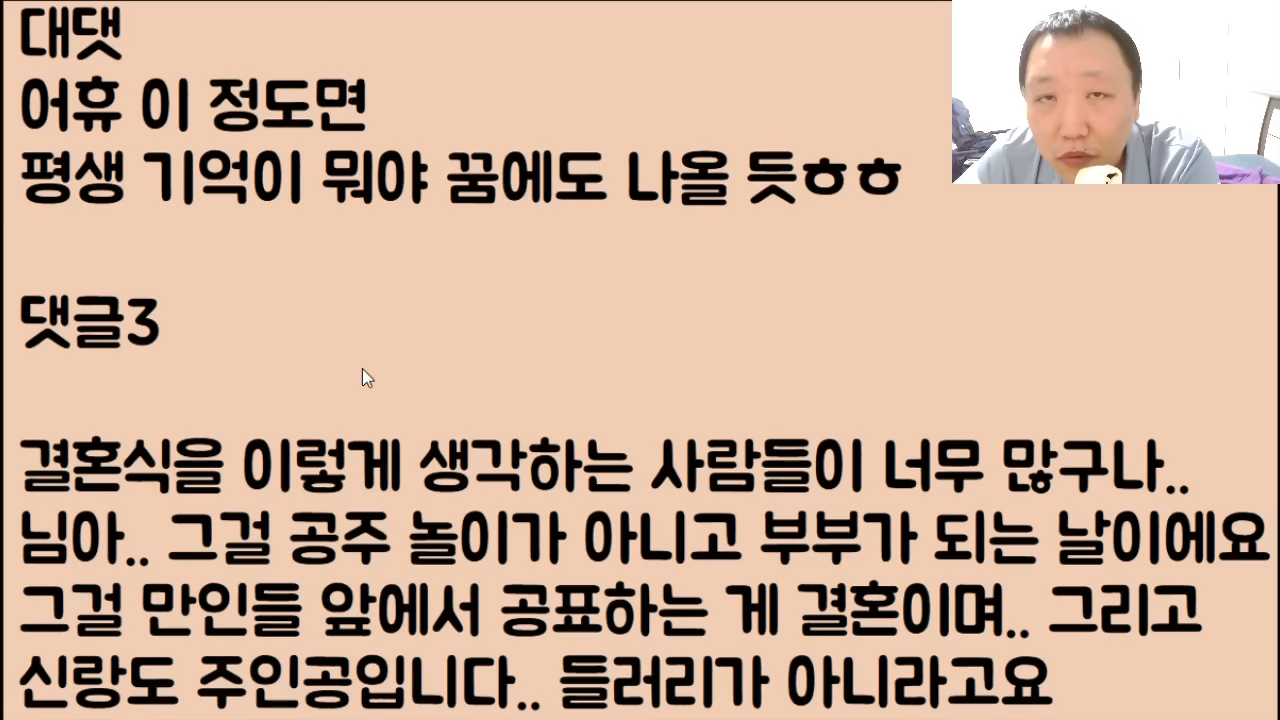 대댓
어휴 이 정도면
평생 기억이 뭐야 꿈에도 나올 듯ㅎㅎ
댓글3
결혼식을 이렇게 생각하는 사람들이 너무 많구나..
님아.. 그걸 공주 놀이가 아니고 부부가 되는 날이에요
그걸 만인들 앞에서 공표하는 게 결혼이며.. 그리고
신랑도 주인공입니다.. 들러리가 아니라고요